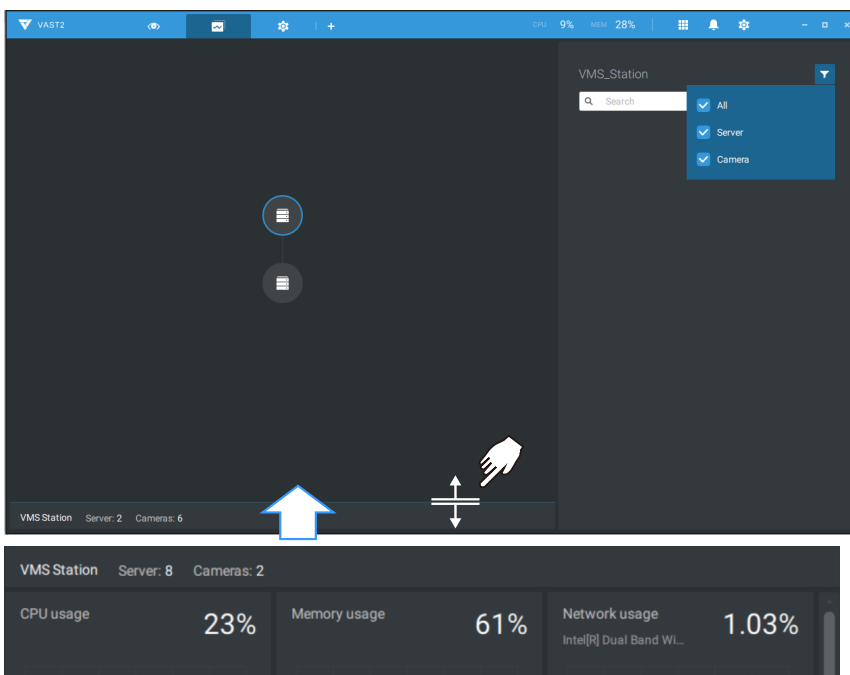 VAST2 CPU 9% MEM 28%
VMS_Station
Search
All
Server
Camera
VMS Station Server: 2 Cameras: 6
VMS Station Server: 8 Cameras: 2
CPU usage 23% Memory usage 61% Network usage 1.03%
Intel[R] Dual Band Wi...